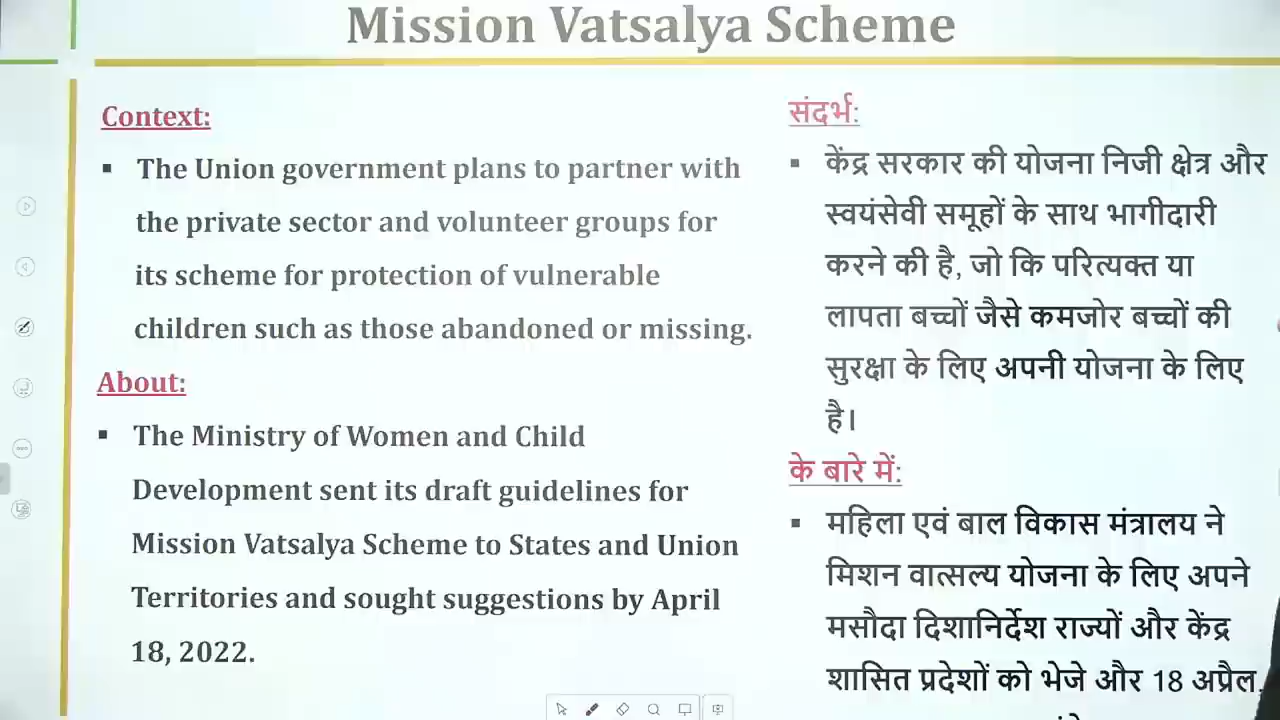 Mission Vatsalya Scheme
Context:
▪ The Union government plans to partner with
the private sector and volunteer groups for
its scheme for protection of vulnerable
children such as those abandoned or missing.
About:
▪ The Ministry of Women and Child
Development sent its draft guidelines for
Mission Vatsalya Scheme to States and Union
Territories and sought suggestions by April
18, 2022.
संदर्भ:
▪ केंद्र सरकार की योजना निजी क्षेत्र और
स्वयंसेवी समूहों के साथ भागीदारी
करने की है, जो कि परित्यक्त या
लापता बच्चों जैसे कमजोर बच्चों की
सुरक्षा के लिए अपनी योजना के लिए
है।
के बारे में:
▪ महिला एवं बाल विकास मंत्रालय ने
मिशन वात्सल्य योजना के लिए अपने
मसौदा दिशानिर्देश राज्यों और केंद्र
शासित प्रदेशों को भेजे और 18 अप्रैल,